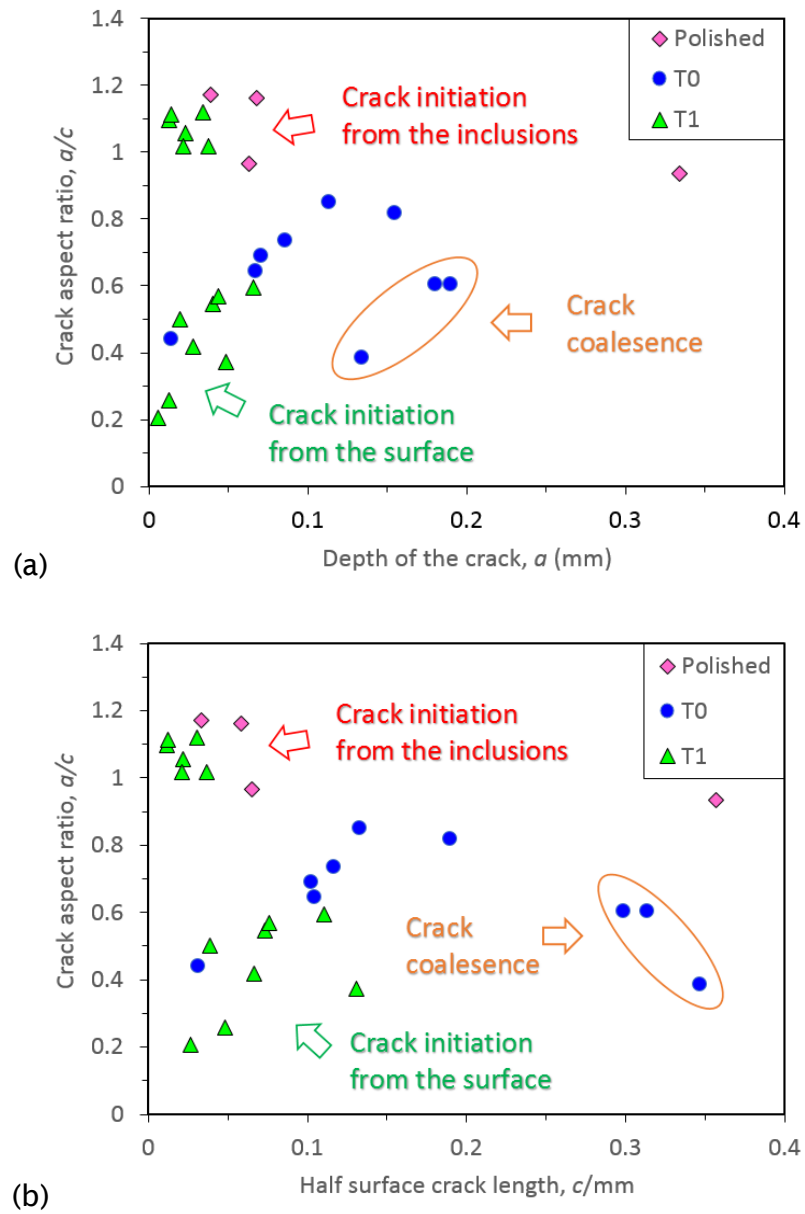 1.4
1.2
1
0.8
0.6
0.4
0.2
0
Crack aspect ratio, a/c
Polished
T0
T1
Crack initiation
from the inclusions
Crack
coalesence
Crack initiation
from the surface
0 0.1 0.2 0.3 0.4
Depth of the crack, a (mm)
(a)
1.4
1.2
1
0.8
0.6
0.4
0.2
0
Crack aspect ratio, a/c
Polished
T0
T1
Crack initiation
from the inclusions
Crack
coalesence
Crack initiation
from the surface
0 0.1 0.2 0.3 0.4
Half surface crack length, c/mm
(b)